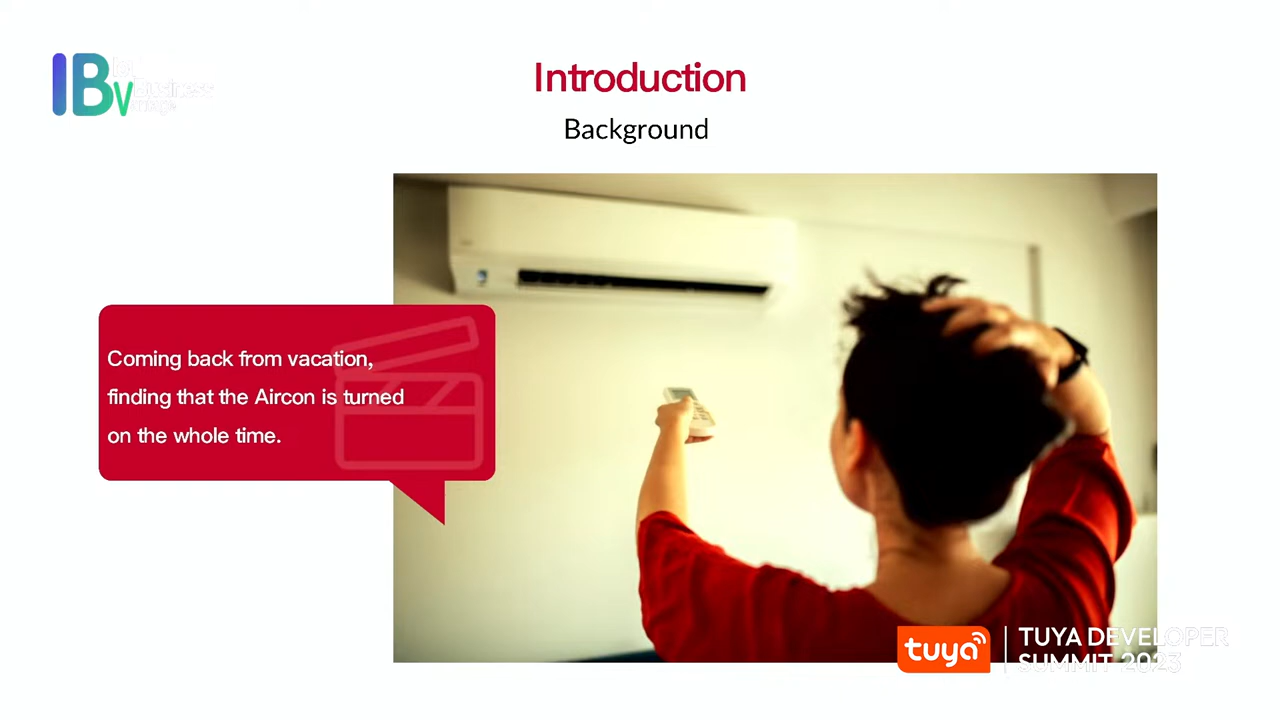 IBv
Business
Introduction
Background
Coming back from vacation,
finding that the Aircon is turned
on the whole time.
tuya
TUYA DEVELOPER
SUMMIT 2023